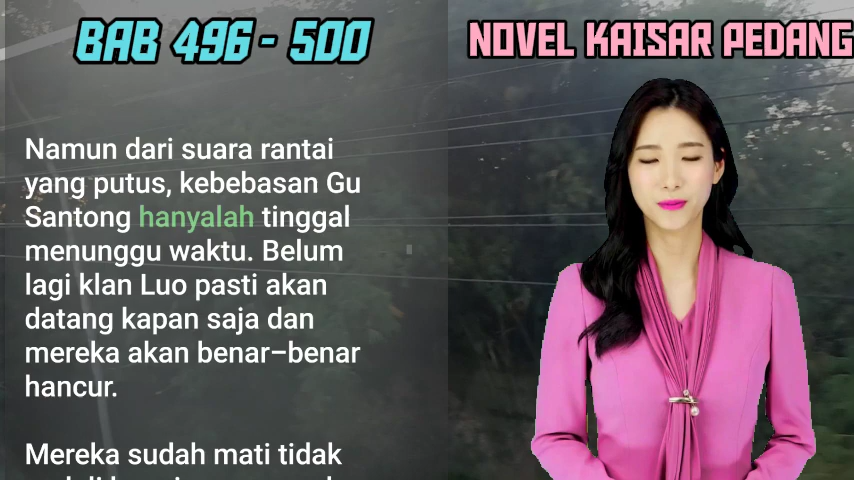 BAB 496 - 500
NOVEL KAISAR PEDANG
Namun dari suara rantai
yang putus, kebebasan Gu
Santong hanyalah tinggal
menunggu waktu. Belum
lagi klan Luo pasti akan
datang kapan saja dan
mereka akan benar–benar
hancur.
Mereka sudah mati tidak